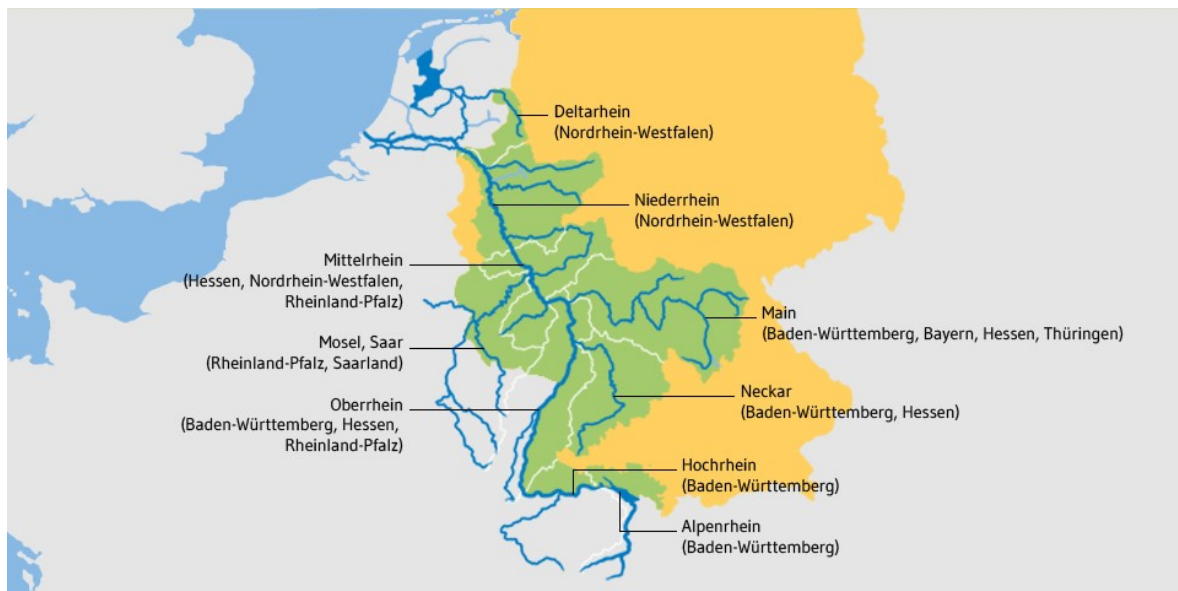 Deltarhein
(Nordrhein-Westfalen)
Niederrhein
(Nordrhein-Westfalen)
Mittelrhein
(Hessen, Nordrhein-Westfalen,
Rheinland-Pfalz)
Main
(Baden-Württemberg, Bayern, Hessen, Thüringen)
Mosel, Saar
(Rheinland-Pfalz, Saarland)
Neckar
(Baden-Württemberg, Hessen)
Oberrhein
(Baden-Württemberg, Hessen,
Rheinland-Pfalz)
Hochrhein
(Baden-Württemberg)
Alpenrhein
(Baden-Württemberg)